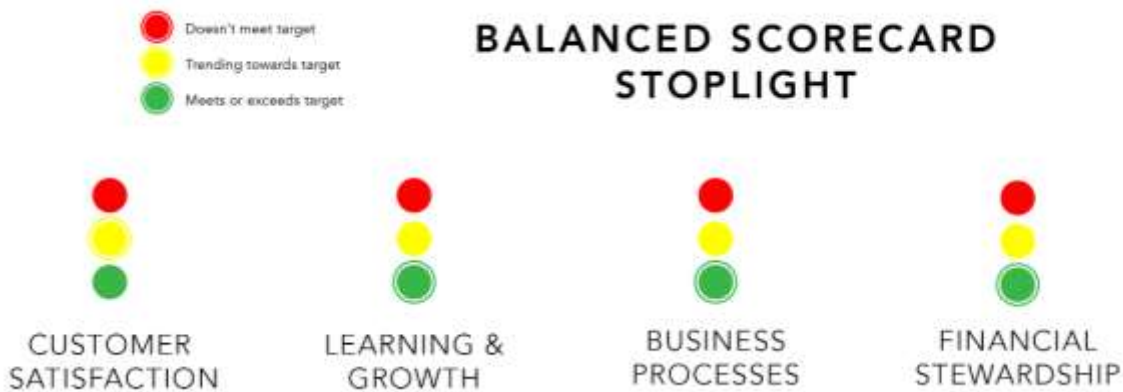 Doesn't meet target
Trending towards target
Meets or exceeds target
BALANCED SCORECARD
STOPLIGHT
CUSTOMER
SATISFACTION
LEARNING &
GROWTH
BUSINESS
PROCESSES
FINANCIAL
STEWARDSHIP